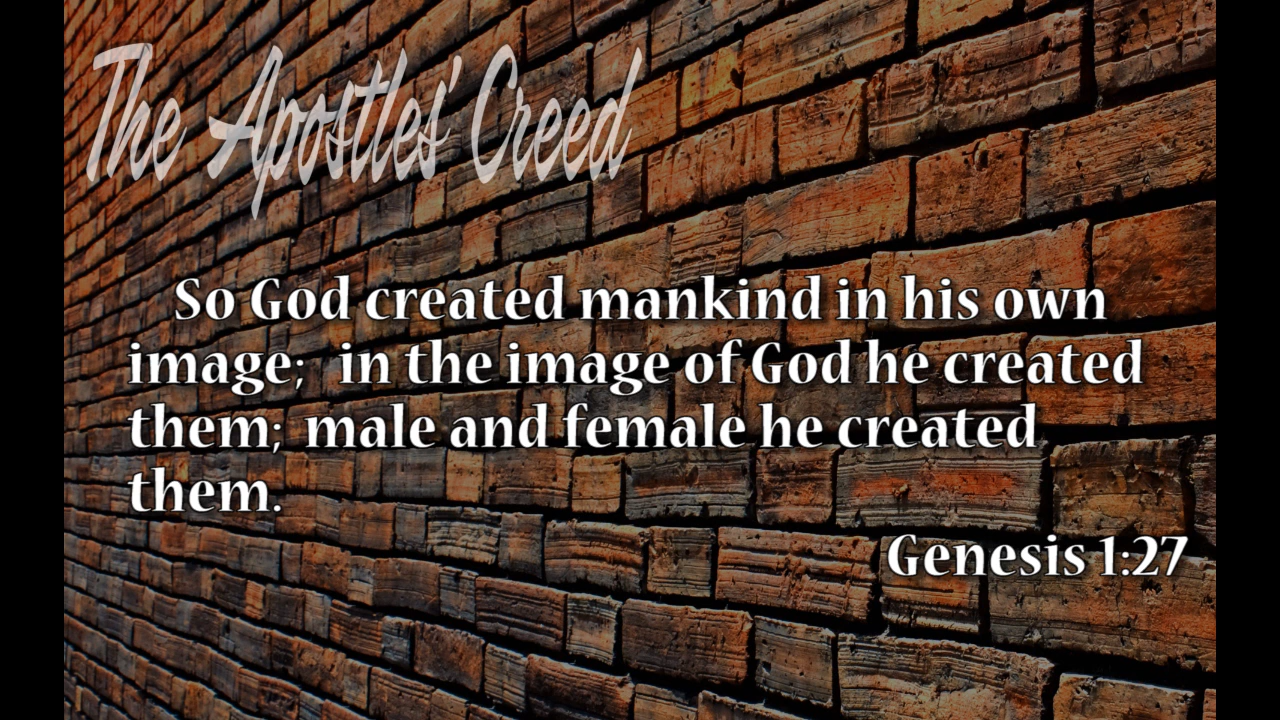 The Apostles' Creed
So God created mankind in his own
image; in the image of God he created
them; male and female he created
them.
Genesis 1:27